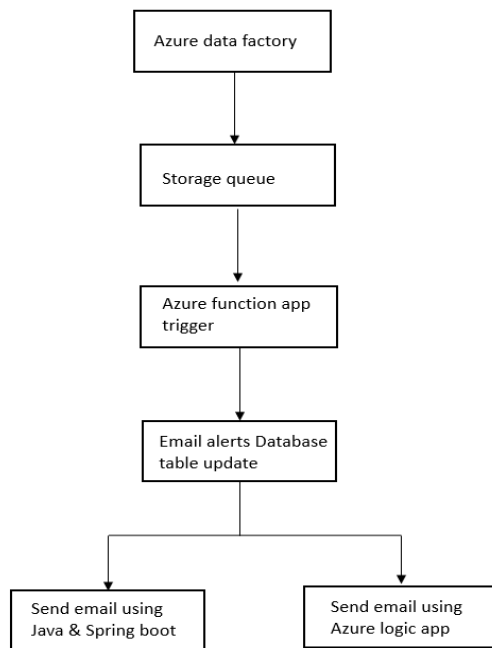 Azure data factory
Storage queue
Azure function app
trigger
Email alerts Database
table update
Send email using
Java & Spring boot
Send email using
Azure logic app